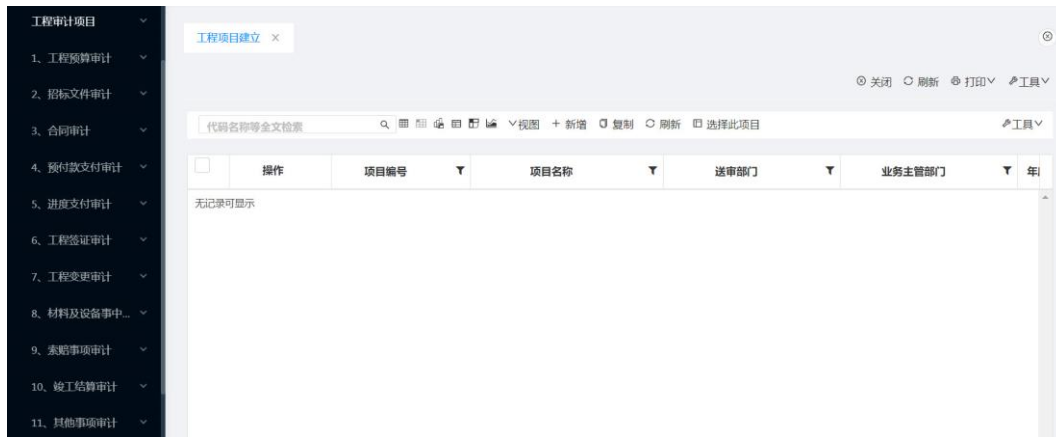 工程审计项目
1、工程预算审计
2、招标文件审计
3、合同审计
4、预付款支付审计
5、进度支付审计
6、工程签证审计
7、工程变更审计
8、材料及设备事中...
9、索赔事项审计
10、竣工结算审计
11、其他事项审计
工程项目建立 ×
关闭 刷新 打印 工具
代码名称等全文检索 视图 + 新增 复制 刷新 选择此项目 工具
操作 项目编号 项目名称 送审部门 业务主管部门 年
无记录可显示